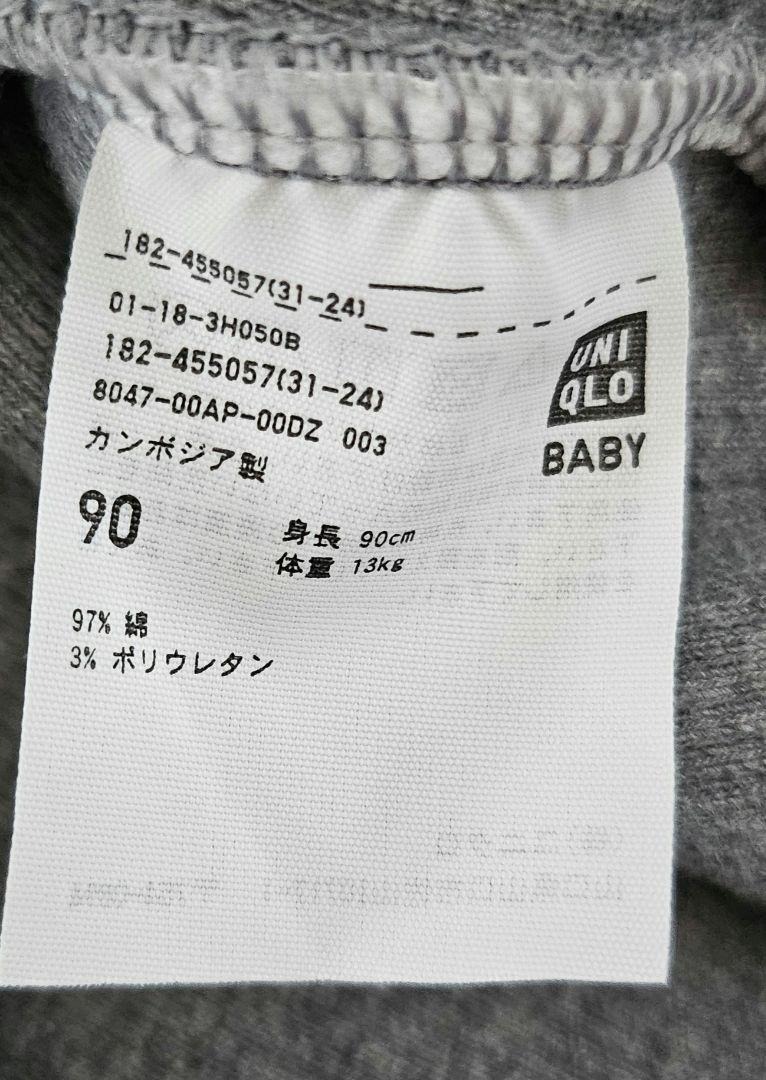 182-455057(31-24)
01-18-3H050B
182-455057(31-24)
8047-00AP-00DZ 003
カンボジア製
UNI
QLO
BABY
90
身長 90cm
体重 13kg
97% 綿
3% ポリウレタン